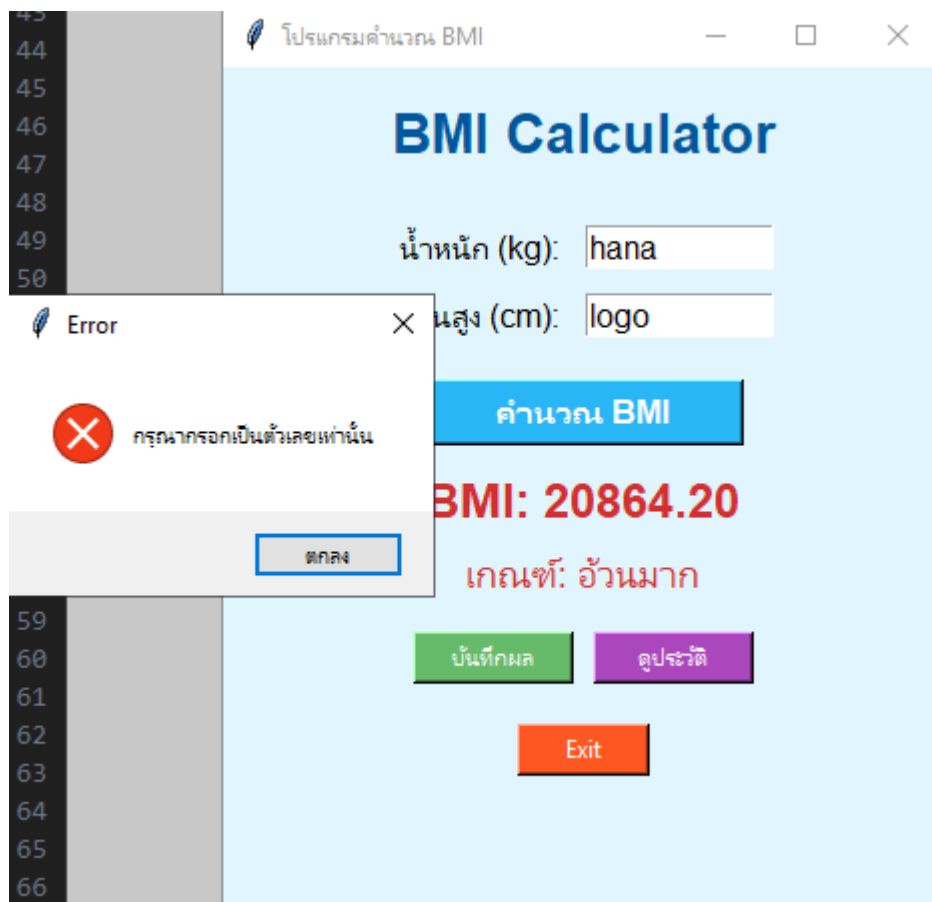 43
44
45
46
47
48
49
50
โปรแกรมคำนวณ BMI
BMI Calculator
น้ำหนัก (kg): hana
นสูง (cm): logo
Error
กรุณากรอกเป็นตัวเลขเท่านั้น
ตกลง
คำนวณ BMI
BMI: 20864.20
เกณฑ์: อ้วนมาก
บันทึกผล ดูประวัติ
Exit
59
60
61
62
63
64
65
66